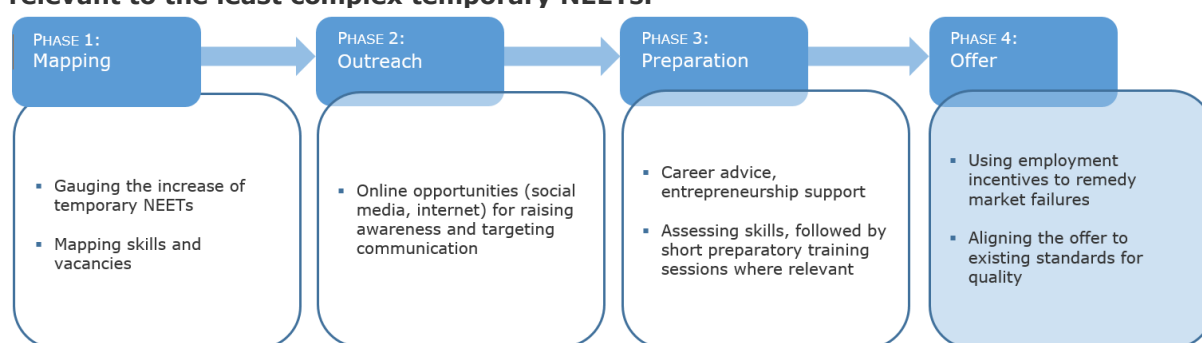 relevant to the least complex temporary NEETs.
PHASE 1:
Mapping
PHASE 2:
Outreach
PHASE 3:
Preparation
PHASE 4:
Offer
▪ Gauging the increase of
temporary NEETs
▪ Mapping skills and
vacancies
▪ Online opportunities (social
media, internet) for raising
awareness and targeting
communication
▪ Career advice,
entrepreneurship support
▪ Assessing skills, followed by
short preparatory training
sessions where relevant
▪ Using employment
incentives to remedy
market failures
▪ Aligning the offer to
existing standards for
quality